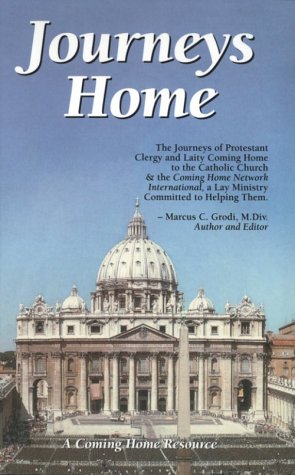 Journeys
Home
The Journeys of Protestant
Clergy and Laity Coming Home
to the Catholic Church
& the Coming Home Network
International, a Lay Ministry
Committed to Helping Them.
– Marcus C. Grodi, M.Div.
Author and Editor
A Coming Home Resource